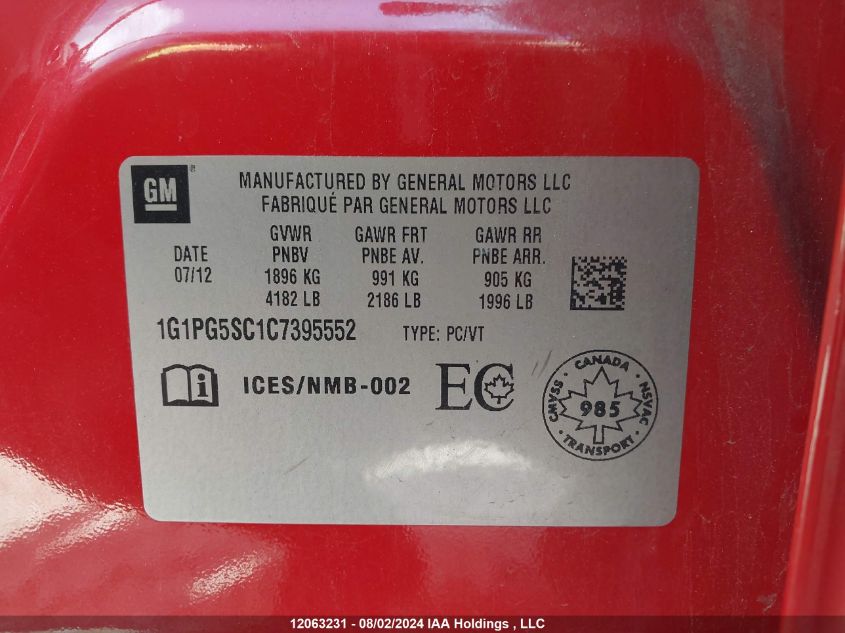 GM
MANUFACTURED BY GENERAL MOTORS LLC
FABRIQUÉ PAR GENERAL MOTORS LLC
DATE
07/12
GVWR
PNBV
1896 KG
4182 LB
GAWR FRT
PNBE AV.
991 KG
2186 LB
GAWR RR
PNBE ARR.
905 KG
1996 LB
1G1PG5SC1C7395552 TYPE: PC/VT
i ICES/NMB-002 EC
CANADA
CMVSS 985 NSVAC
TRANSPORT
12063231 - 08/02/2024 IAA Holdings , LLC